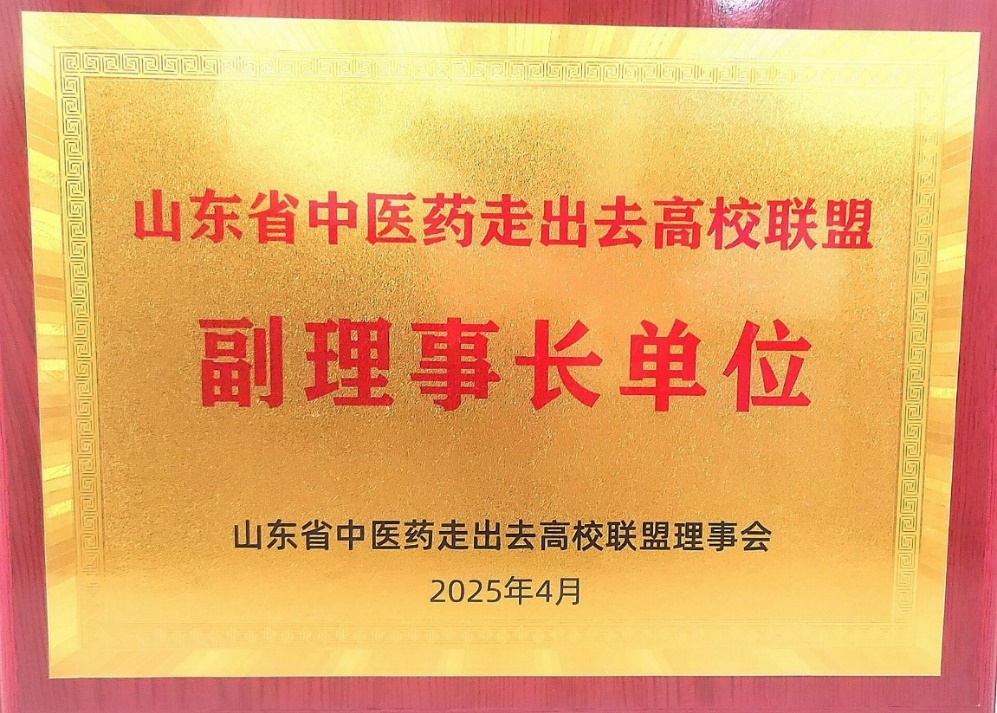 山东省中医药走出去高校联盟
副理事长单位
山东省中医药走出去高校联盟理事会
2025年4月